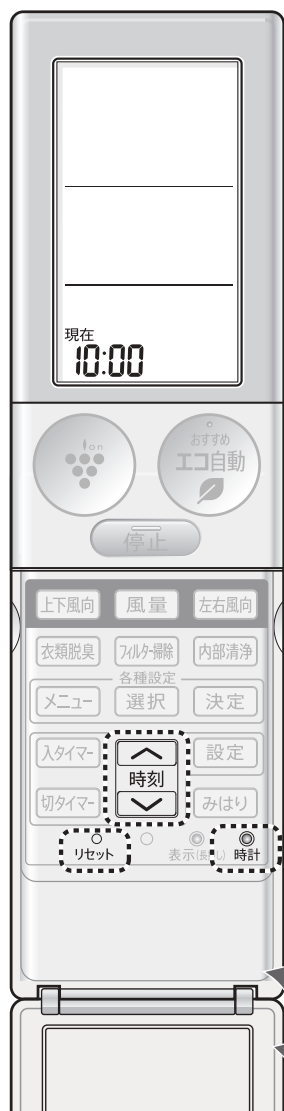 現在
10:00
ion
おすすめ
エコ自動
停止
上下風向 風量 左右風向
衣類脱臭 フィルター掃除 内部清浄
各種設定
メニュー 選択 決定
入タイマー 設定
時刻
切タイマー みはり
リセット 表示(長押し) 時計